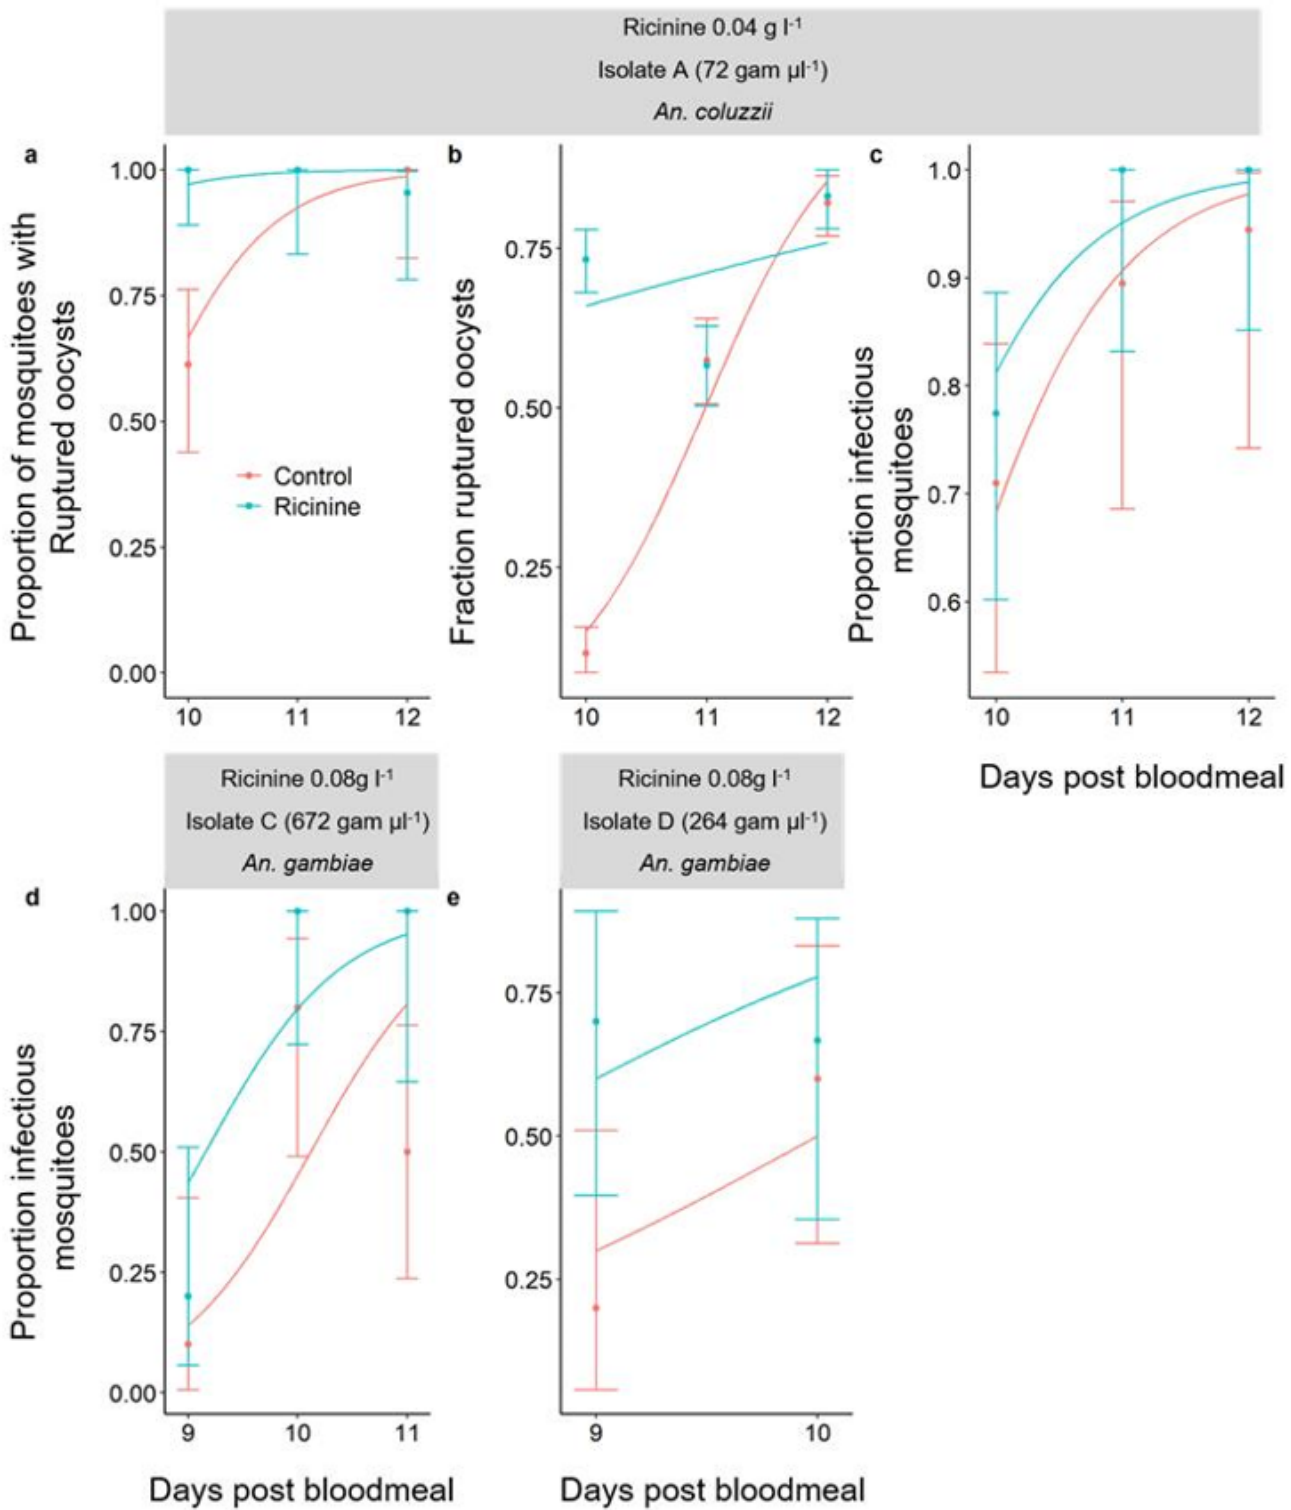 Ricinine 0.04 g l-1
Isolate A (72 gam µl-1)
An. coluzzii
a
Proportion of mosquitoes with
Ruptured oocysts
1.00
0.75
0.50
0.25
0.00
Control
Ricinine
10
11
12
b
Fraction ruptured oocysts
0.75
0.50
0.25
10
11
12
c
Proportion infectious
mosquitoes
1.0
0.9
0.8
0.7
0.6
10
11
12
Days post bloodmeal
Ricinine 0.08g l-1
Isolate C (672 gam µl-1)
An. gambiae
d
Proportion infectious
mosquitoes
1.00
0.75
0.50
0.25
0.00
9
10
11
Days post bloodmeal
Ricinine 0.08g l-1
Isolate D (264 gam µl-1)
An. gambiae
e
0.75
0.50
0.25
9
10
Days post bloodmeal